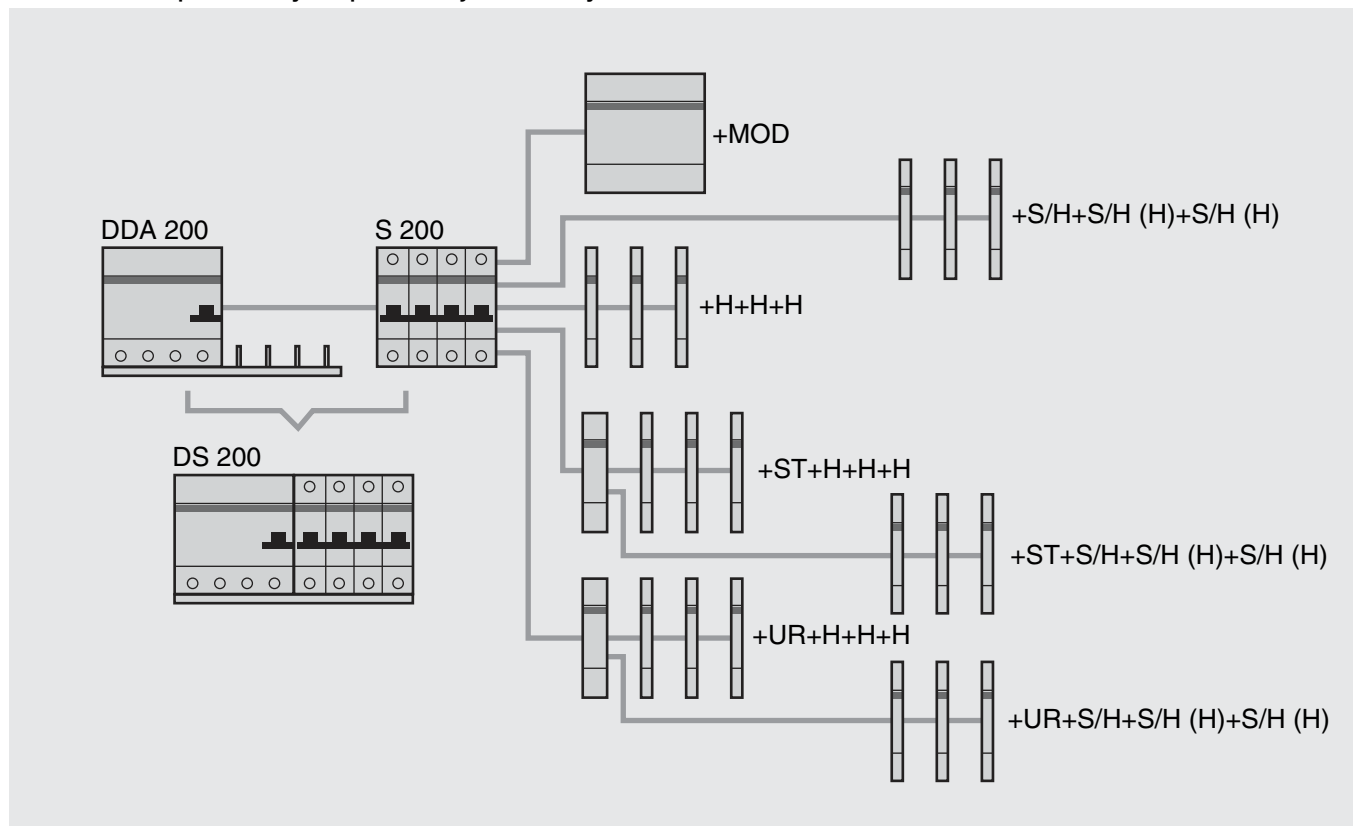 +MOD
+S/H+S/H (H)+S/H (H)
DDA 200
S 200
+H+H+H
DS 200
+ST+H+H+H
+ST+S/H+S/H (H)+S/H (H)
+UR+H+H+H
+UR+S/H+S/H (H)+S/H (H)